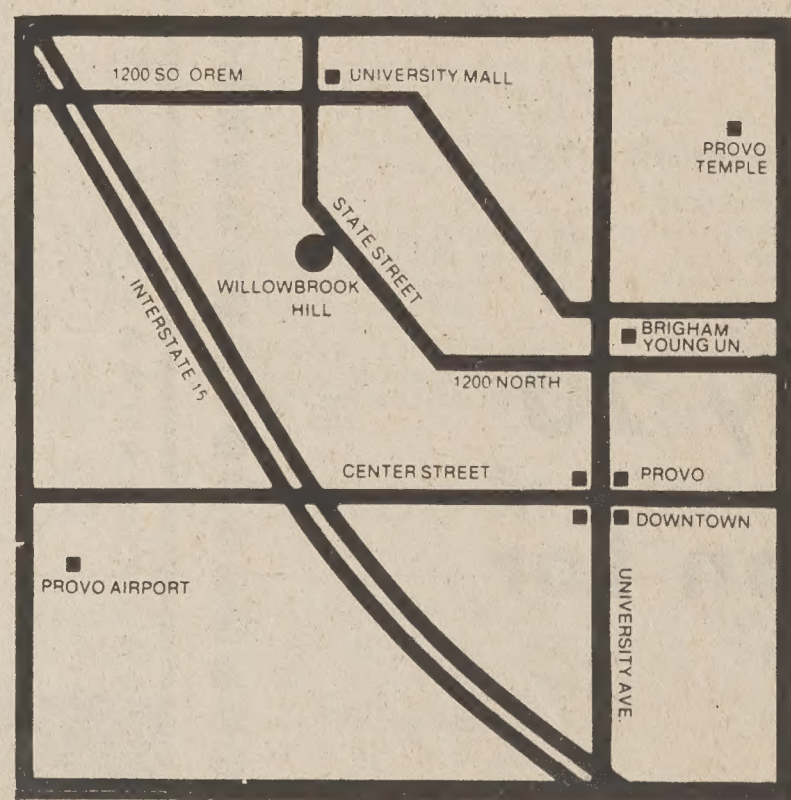 1200 SO OREM
UNIVERSITY MALL
PROVO
TEMPLE
STATE STREET
WILLOWBROOK
HILL
INTERSTATE 15
BRIGHAM
YOUNG UN.
1200 NORTH
CENTER STREET
PROVO
DOWNTOWN
PROVO AIRPORT
UNIVERSITY AVE.